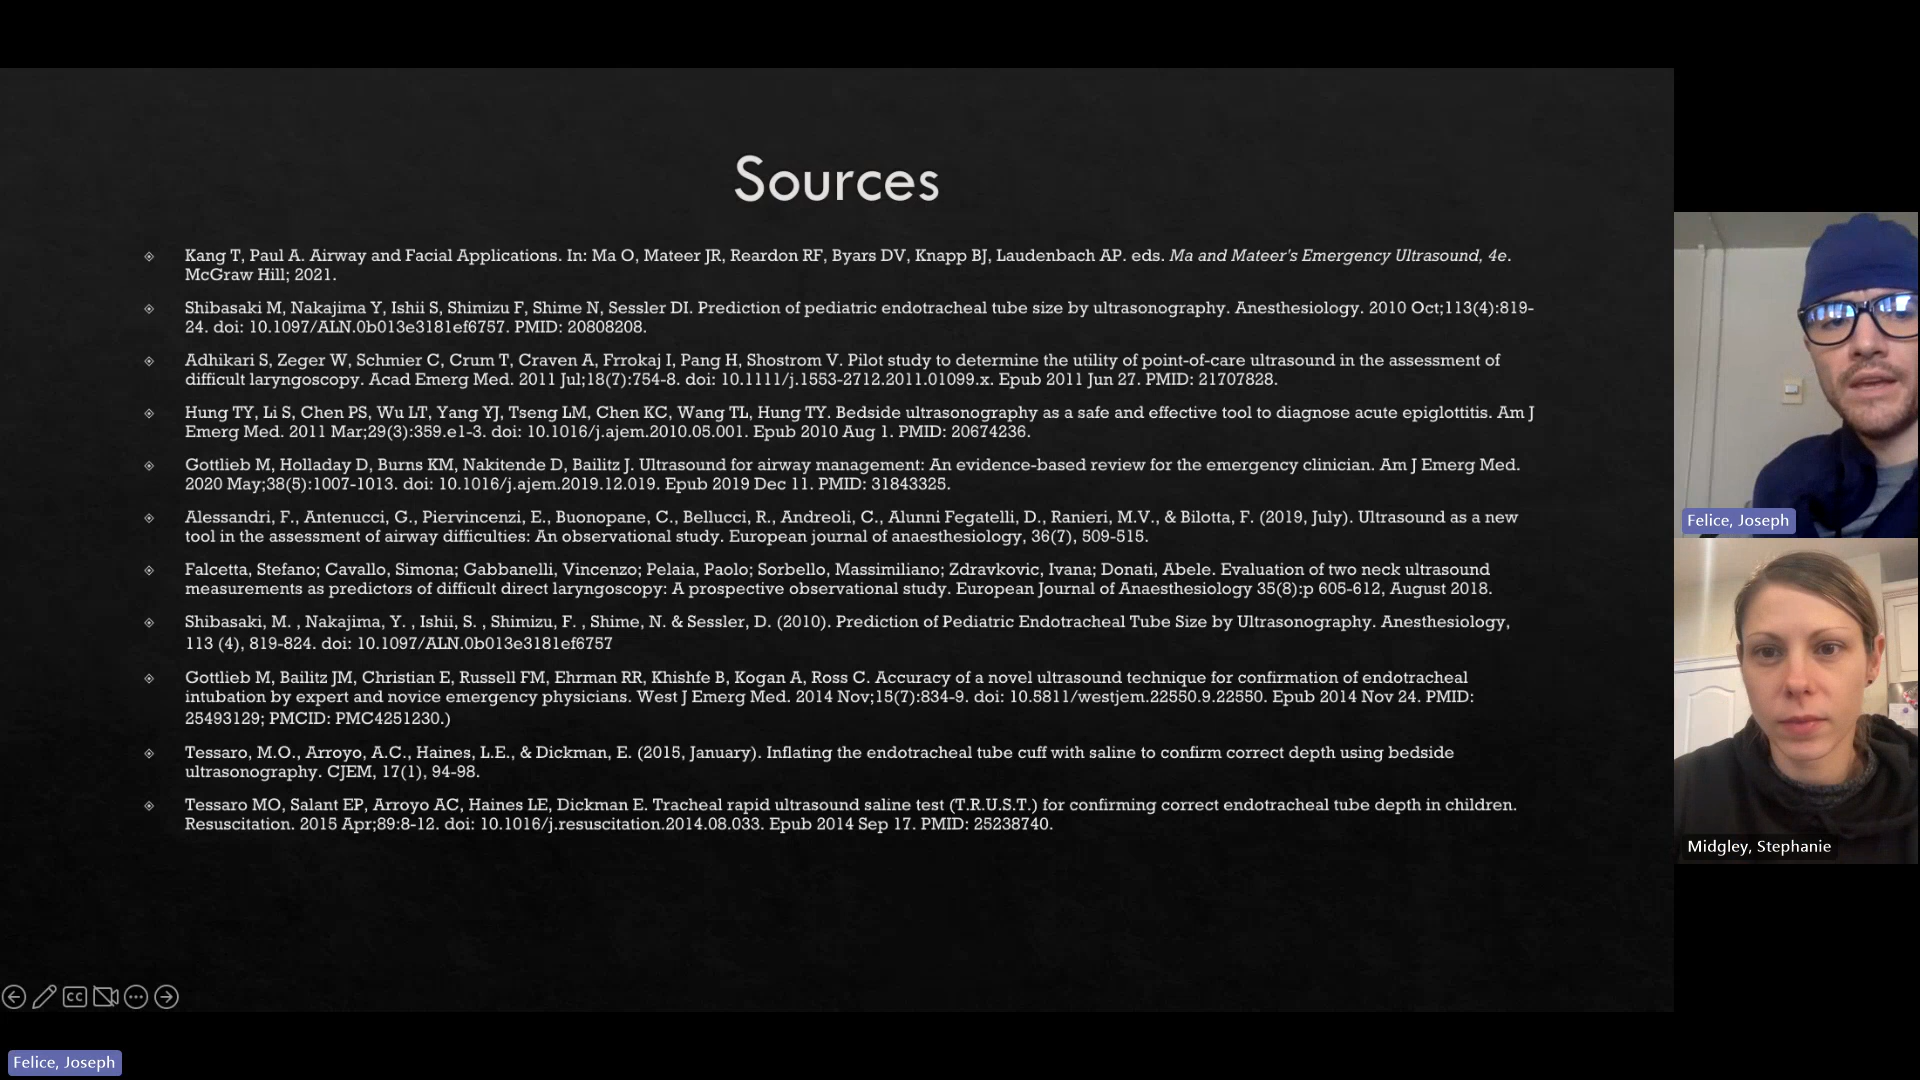 Sources
Kang T, Paul A. Airway and Facial Applications. In: Ma O, Mateer JR, Reardon RF, Byars DV, Knapp BJ, Laudenbach AP. eds. Ma and Mateer's Emergency Ultrasound, 4e.
McGraw Hill; 2021.
Shibasaki M, Nakajima Y, Ishii S, Shimizu F, Shime N, Sessler DI. Prediction of pediatric endotracheal tube size by ultrasonography. Anesthesiology. 2010 Oct;113(4):819-
24. doi: 10.1097/ALN.0b013e3181ef6757. PMID: 20808208.
Adhikari S, Zeger W, Schmier C, Crum T, Craven A, Frrokaj I, Pang H, Shostrom V. Pilot study to determine the utility of point-of-care ultrasound in the assessment of
difficult laryngoscopy. Acad Emerg Med. 2011 Jul;18(7):754-8. doi: 10.1111/j.1553-2712.2011.01099.x. Epub 2011 Jun 27. PMID: 21707828.
Hung TY, Li S, Chen PS, Wu LT, Yang YJ, Tseng LM, Chen KC, Wang TL, Hung TY. Bedside ultrasonography as a safe and effective tool to diagnose acute epiglottitis. Am J
Emerg Med. 2011 Mar;29(3):359.e1-3. doi: 10.1016/j.ajem.2010.05.001. Epub 2010 Aug 1. PMID: 20674236.
Gottlieb M, Holladay D, Burns KM, Nakitende D, Bailitz J. Ultrasound for airway management: An evidence-based review for the emergency clinician. Am J Emerg Med.
2020 May;38(5):1007-1013. doi: 10.1016/j.ajem.2019.12.019. Epub 2019 Dec 11. PMID: 31843325.
Alessandri, F., Antenucci, G., Piervincenzi, E., Buonopane, C., Bellucci, R., Andreoli, C., Alunni Fegatelli, D., Ranieri, M.V., & Bilotta, F. (2019, July). Ultrasound as a new
tool in the assessment of airway difficulties: An observational study. European journal of anaesthesiology, 36(7), 509-515.
Falcetta, Stefano; Cavallo, Simona; Gabbanelli, Vincenzo; Pelaia, Paolo; Sorbello, Massimiliano; Zdravkovic, Ivana; Donati, Abele. Evaluation of two neck ultrasound
measurements as predictors of difficult direct laryngoscopy: A prospective observational study. European Journal of Anaesthesiology 35(8):p 605-612, August 2018.
Shibasaki, M. , Nakajima, Y. , Ishii, S. , Shimizu, F. , Shime, N. & Sessler, D. (2010). Prediction of Pediatric Endotracheal Tube Size by Ultrasonography. Anesthesiology,
113 (4), 819-824. doi: 10.1097/ALN.0b013e3181ef6757
Gottlieb M, Bailitz JM, Christian E, Russell FM, Ehrman RR, Khishfe B, Kogan A, Ross C. Accuracy of a novel ultrasound technique for confirmation of endotracheal
intubation by expert and novice emergency physicians. West J Emerg Med. 2014 Nov;15(7):834-9. doi: 10.5811/westjem.22550.9.22550. Epub 2014 Nov 24. PMID:
25493129; PMCID: PMC4251230.)
Tessaro, M.O., Arroyo, A.C., Haines, L.E., & Dickman, E. (2015, January). Inflating the endotracheal tube cuff with saline to confirm correct depth using bedside
ultrasonography. CJEM, 17(1), 94-98.
Tessaro MO, Salant EP, Arroyo AC, Haines LE, Dickman E. Tracheal rapid ultrasound saline test (T.R.U.S.T.) for confirming correct endotracheal tube depth in children.
Resuscitation. 2015 Apr;89:8-12. doi: 10.1016/j.resuscitation.2014.08.033. Epub 2014 Sep 17. PMID: 25238740.
CC
Felice, Joseph
Midgley, Stephanie
Felice, Joseph